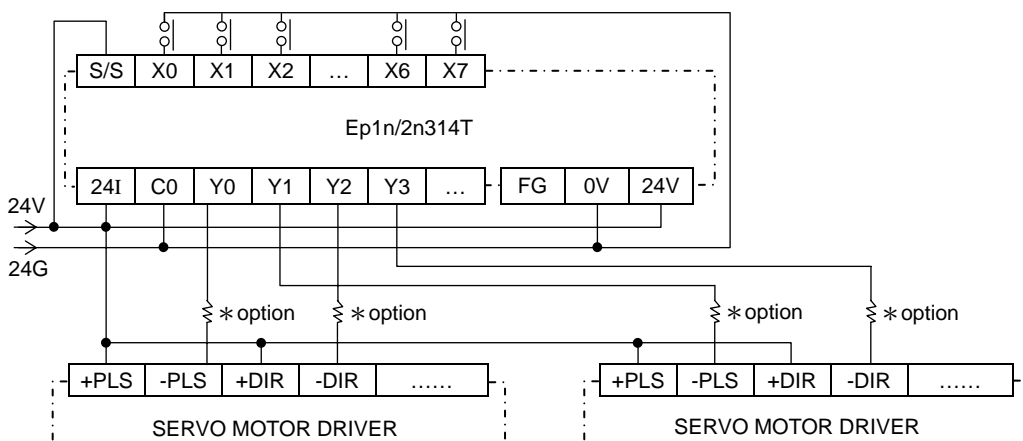 S/S X0 X1 X2 ... X6 X7
Ep1n/2n314T
24I C0 Y0 Y1 Y2 Y3 ... FG 0V 24V
24V
24G
*option *option *option *option
+PLS -PLS +DIR -DIR ......
+PLS -PLS +DIR -DIR ......
SERVO MOTOR DRIVER
SERVO MOTOR DRIVER